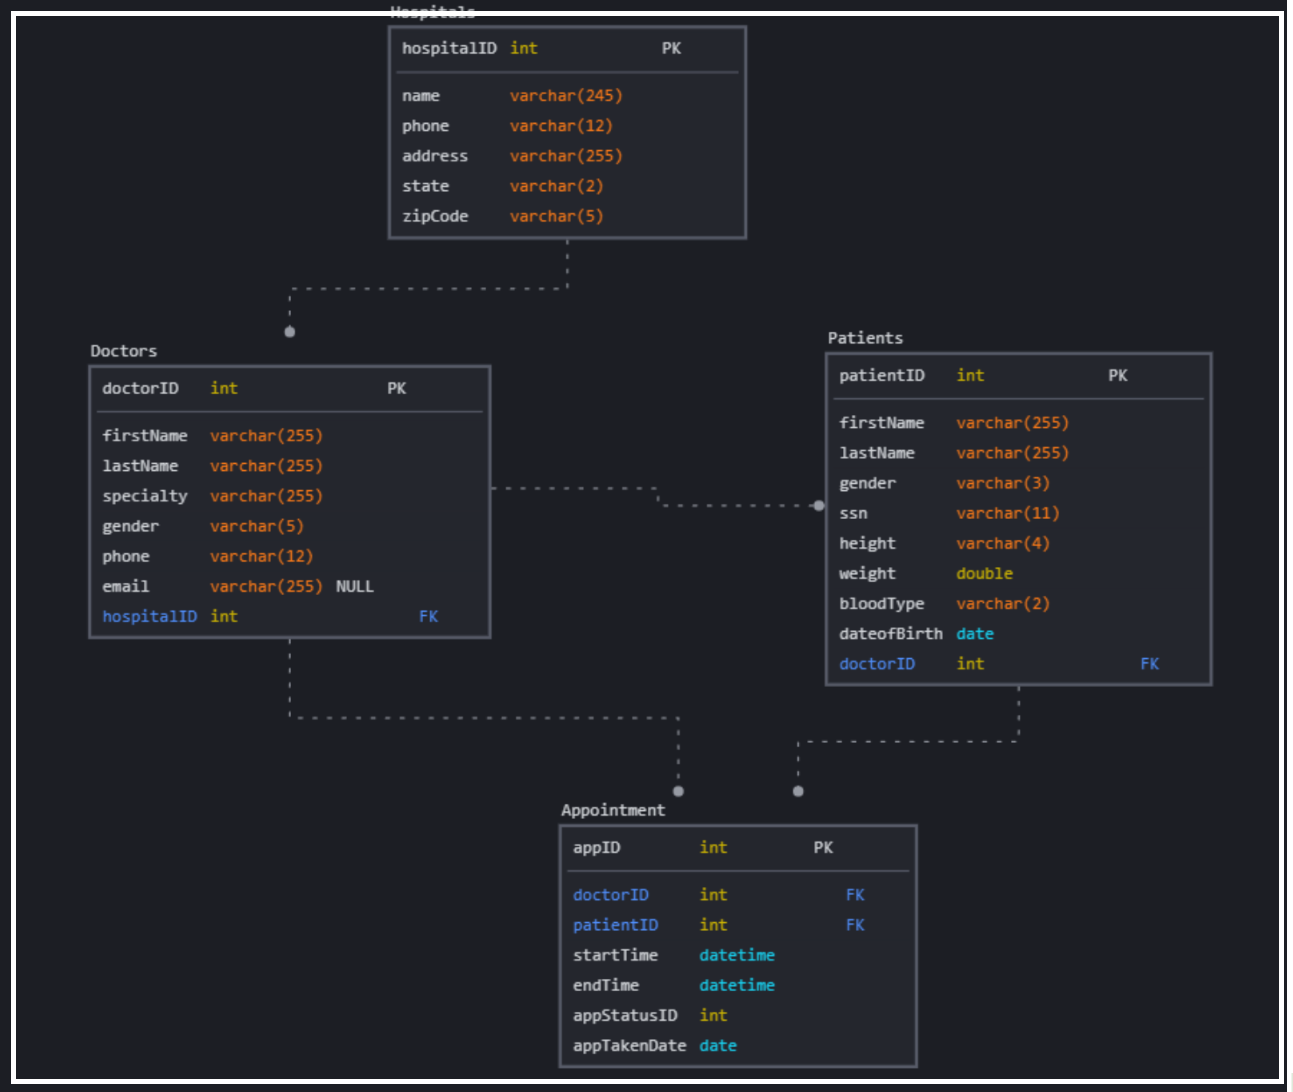 Hospitals
hospitalID int PK
name varchar(245)
phone varchar(12)
address varchar(255)
state varchar(2)
zipCode varchar(5)
Doctors
doctorID int PK
firstName varchar(255)
lastName varchar(255)
specialty varchar(255)
gender varchar(5)
phone varchar(12)
email varchar(255) NULL
hospitalID int FK
Patients
patientID int PK
firstName varchar(255)
lastName varchar(255)
gender varchar(3)
ssn varchar(11)
height varchar(4)
weight double
bloodType varchar(2)
dateofBirth date
doctorID int FK
Appointment
appID int PK
doctorID int FK
patientID int FK
startTime datetime
endTime datetime
appStatusID int
appTakenDate date